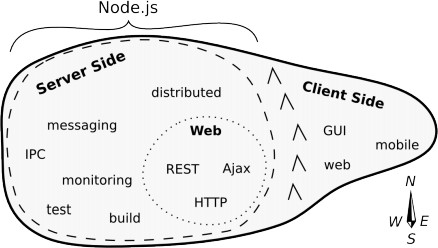 Node.js
Server Side
distributed
messaging
Web
IPC
REST
Ajax
monitoring
HTTP
test
build
Client Side
GUI
mobile
web
N
W E
S